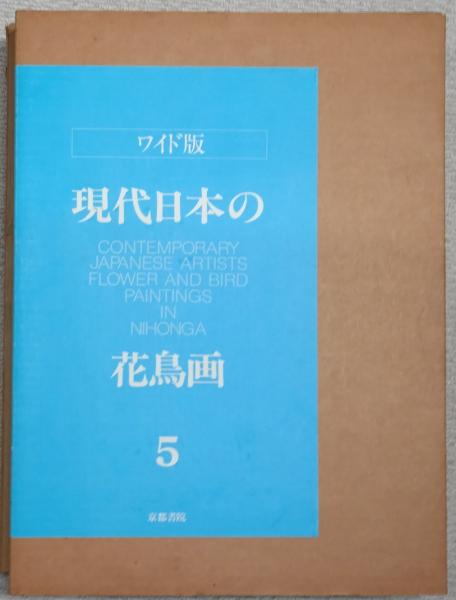 ワイド版
現代日本の
CONTEMPORARY
JAPANESE ARTISTS
FLOWER AND BIRD
PAINTINGS
IN
NIHONGA
花鳥画
5
京都書院